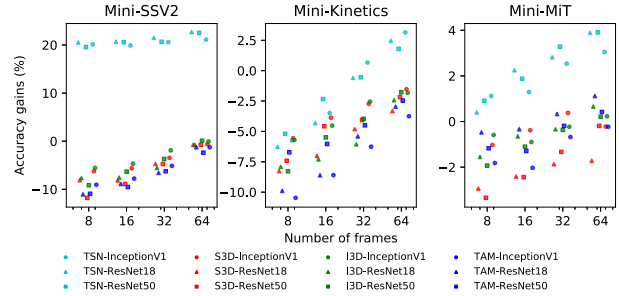 Mini-SSV2 Mini-Kinetics Mini-MiT
Accuracy gains (%)
20
10
0
−10
8 16 32 64
2.5
0.0
−2.5
−5.0
−7.5
−10.0
8 16 32 64
4
2
0
−2
8 16 32 64
Number of frames
TSN-InceptionV1 S3D-InceptionV1 I3D-InceptionV1 TAM-InceptionV1
TSN-ResNet18 S3D-ResNet18 I3D-ResNet18 TAM-ResNet18
TSN-ResNet50 S3D-ResNet50 I3D-ResNet50 TAM-ResNet50